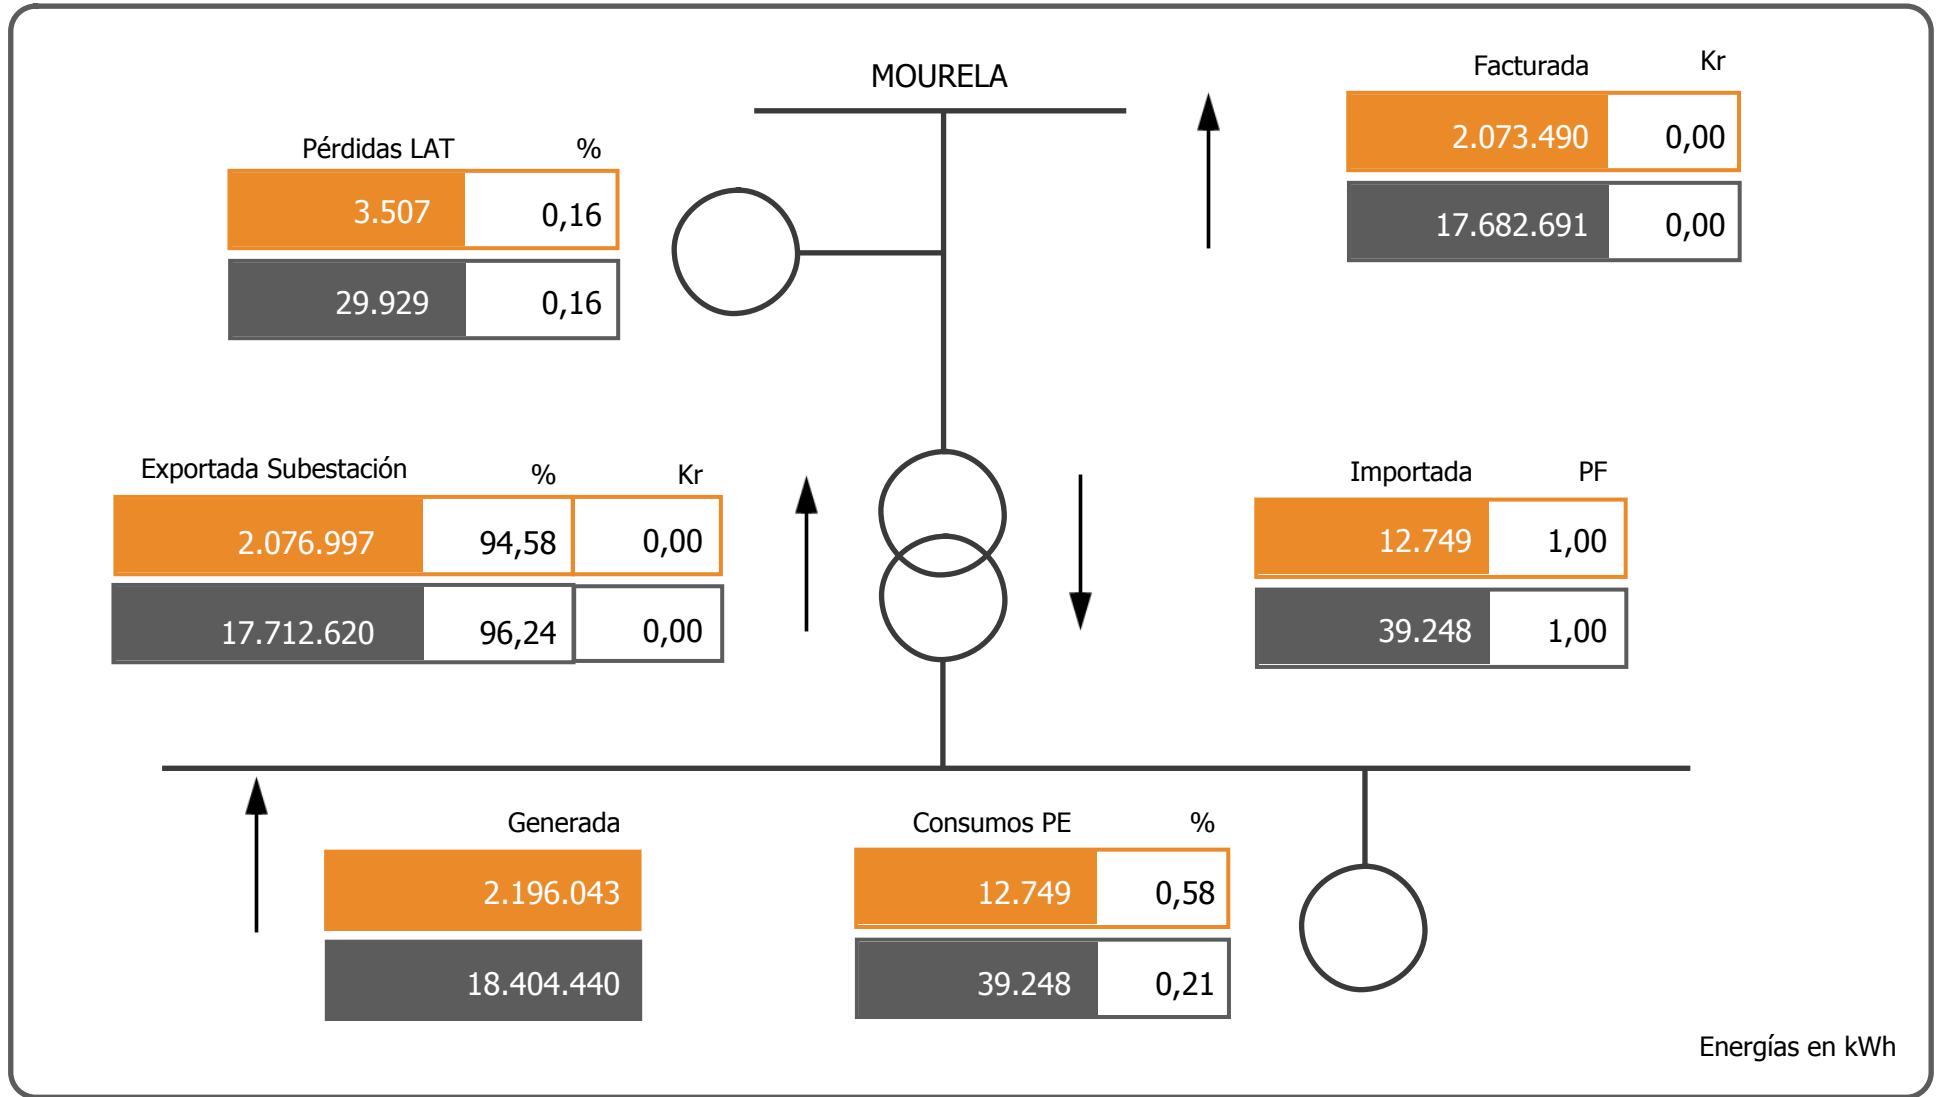 MOURELA
Facturada Kr
2.073.490 0,00
17.682.691 0,00
Pérdidas LAT %
3.507 0,16
29.929 0,16
Exportada Subestación % Kr
2.076.997 94,58 0,00
17.712.620 96,24 0,00
Importada PF
12.749 1,00
39.248 1,00
Generada
2.196.043
18.404.440
Consumos PE %
12.749 0,58
39.248 0,21
Energías en kWh